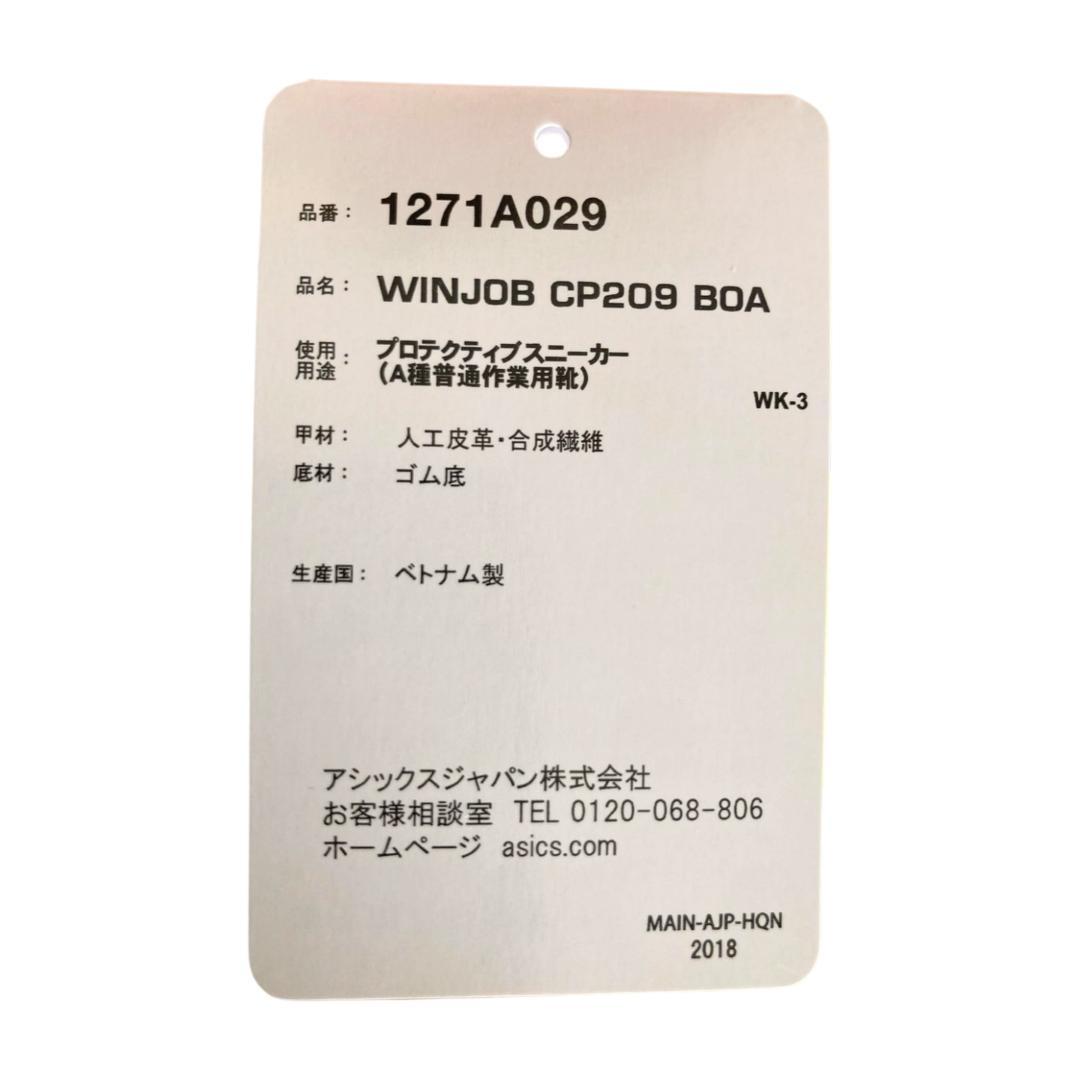 品番： 1271A029
品名： WINJOB CP209 BOA
使用用途： プロテクティブスニーカー
（A種普通作業用靴）
WK-3
甲材： 人工皮革・合成繊維
底材： ゴム底
生産国： ベトナム製
アシックスジャパン株式会社
お客様相談室 TEL 0120-068-806
ホームページ asics.com
MAIN-AJP-HQN
2018